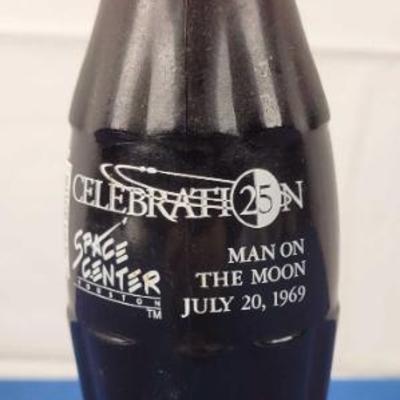 CELEBRATI25N
SPACE
CENTER
HOUSTON
TM
MAN ON
THE MOON
JULY 20, 1969